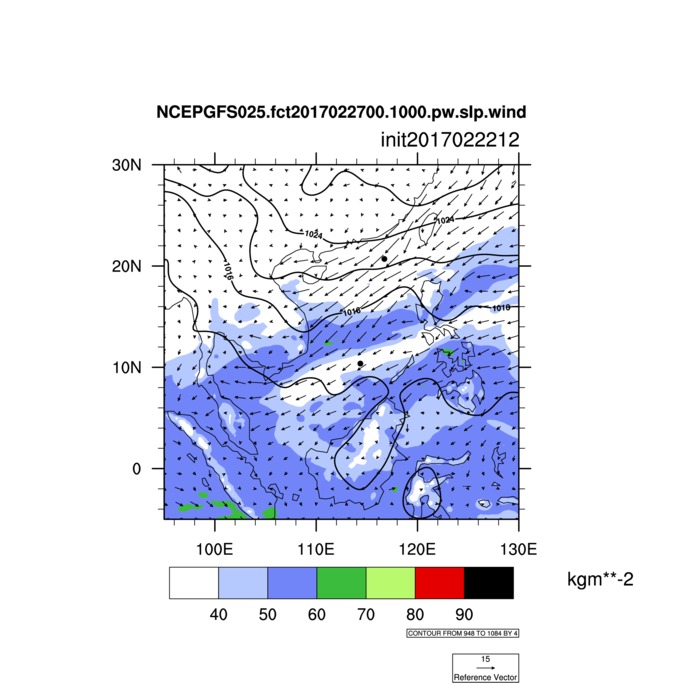 NCEPGFS025.fct2017022700.1000.pw.slp.wind
init2017022212
30N
20N
10N
0
1024
1024
1016
1016
1016
100E
110E
120E
130E
40
50
60
70
80
90
kgm**-2
CONTOUR FROM 948 TO 1084 BY 4
15
Reference Vector